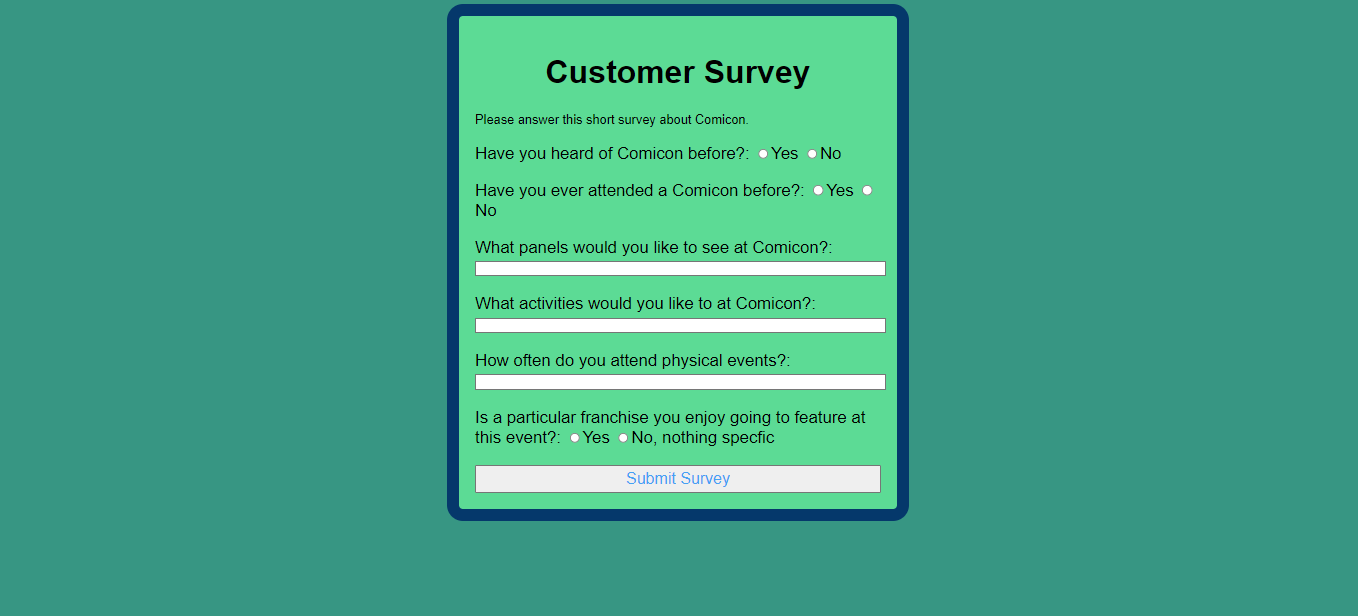 Customer Survey
Please answer this short survey about Comicon.
Have you heard of Comicon before?: Yes No
Have you ever attended a Comicon before?: Yes
No
What panels would you like to see at Comicon?:
What activities would you like to at Comicon?:
How often do you attend physical events?:
Is a particular franchise you enjoy going to feature at
this event?: Yes No, nothing specfic
Submit Survey